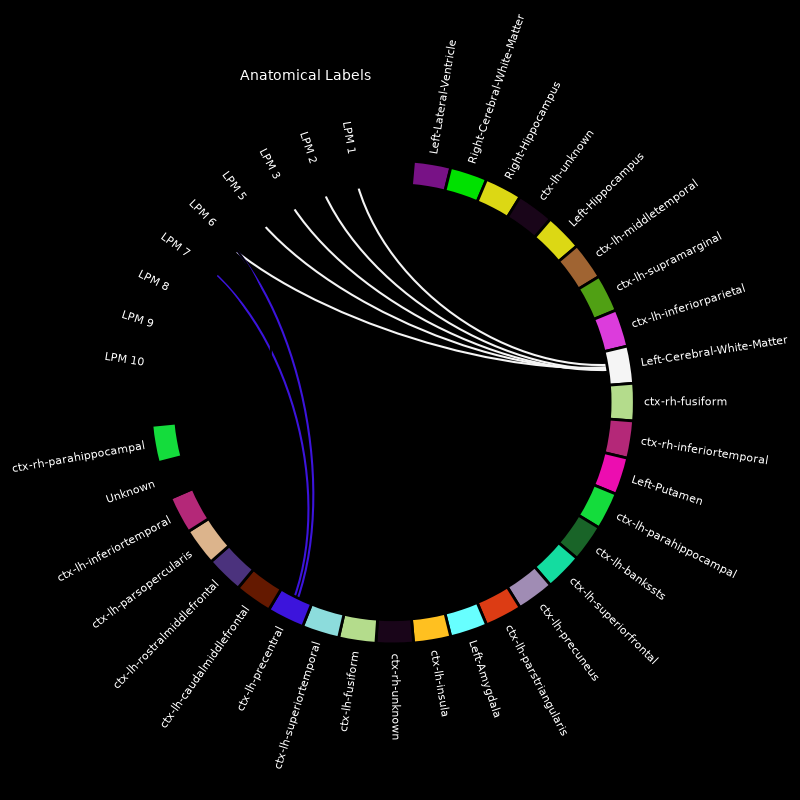 Anatomical Labels
LPM 1
LPM 2
LPM 3
LPM 5
LPM 6
LPM 7
LPM 8
LPM 9
LPM 10
Left-Lateral-Ventricle
Right-Cerebral-White-Matter
Right-Hippocampus
ctx-lh-unknown
Left-Hippocampus
ctx-lh-middletemporal
ctx-lh-supramarginal
ctx-lh-inferiorparietal
Left-Cerebral-White-Matter
ctx-rh-fusiform
ctx-rh-inferiortemporal
Left-Putamen
ctx-lh-parahippocampal
ctx-lh-bankssts
ctx-lh-superiorfrontal
ctx-lh-precuneus
ctx-lh-parstriangularis
Left-Amygdala
ctx-lh-insula
ctx-rh-unknown
ctx-lh-fusiform
ctx-lh-superiortemporal
ctx-lh-precentral
ctx-lh-caudalmiddlefrontal
ctx-lh-rostralmiddlefrontal
ctx-lh-parsopercularis
ctx-lh-inferiortemporal
Unknown
ctx-rh-parahippocampal